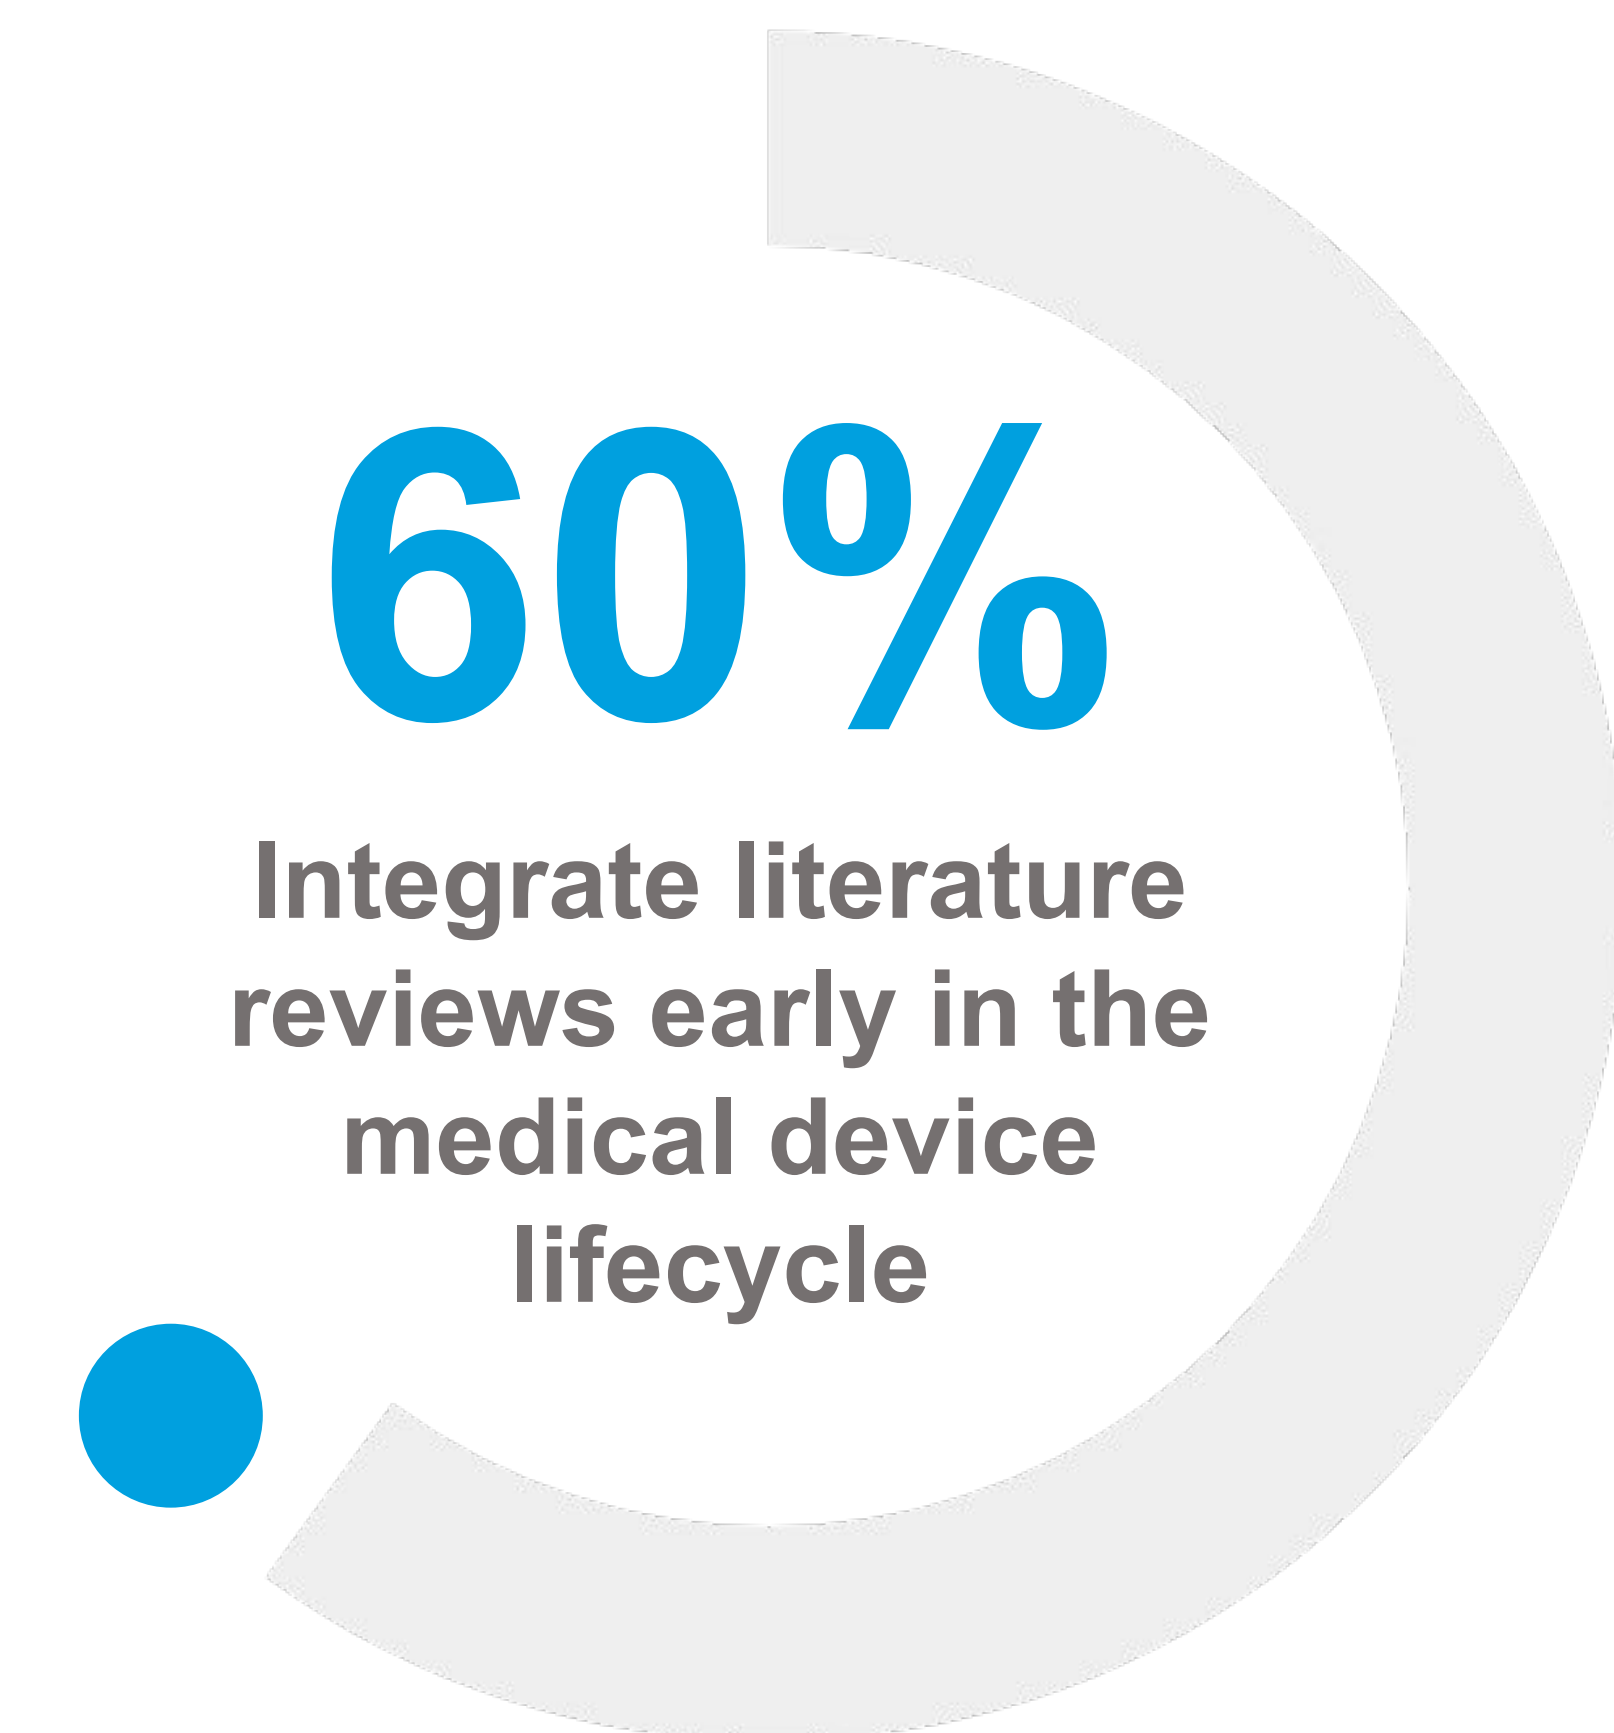 60%
Integrate literature
reviews early in the
medical device
lifecycle